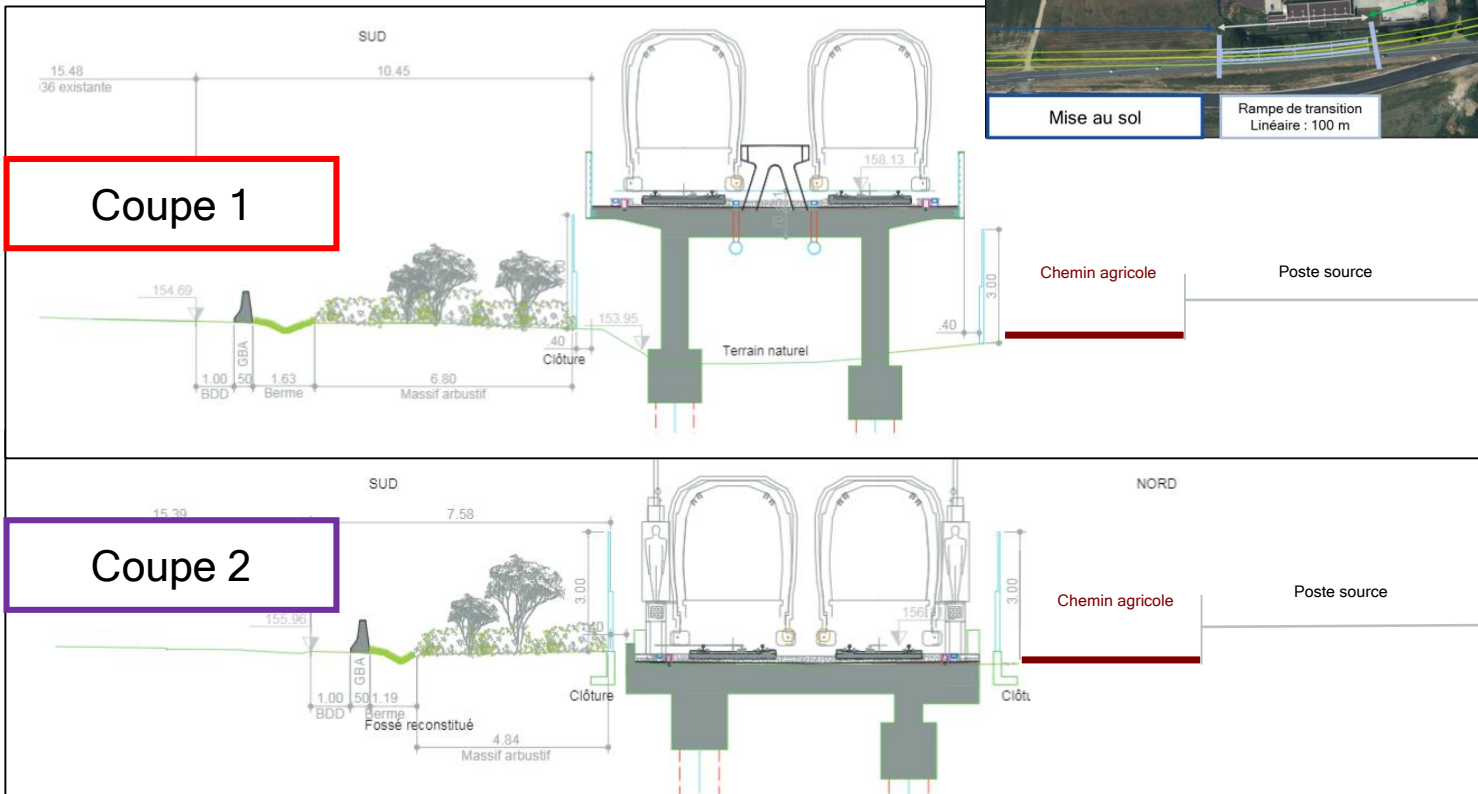 SUD
15.48
36 existante
10.45
Mise au sol
Rampe de transition
Linéaire : 100 m
158.13
Coupe 1
Chemin agricole
Poste source
3.00
154.69
153.95
.40
.40
Clôture
Terrain naturel
GBA
1.00
.50
1.63
6.80
BDD
Berme
Massif arbustif
SUD
NORD
15.39
7.58
Coupe 2
3.00
3.00
Chemin agricole
Poste source
155.96
156.
GBA
Clôture
Clôtu
1.00
.50
1.19
BDD
Berme
Fossé reconstitué
4.84
Massif arbustif